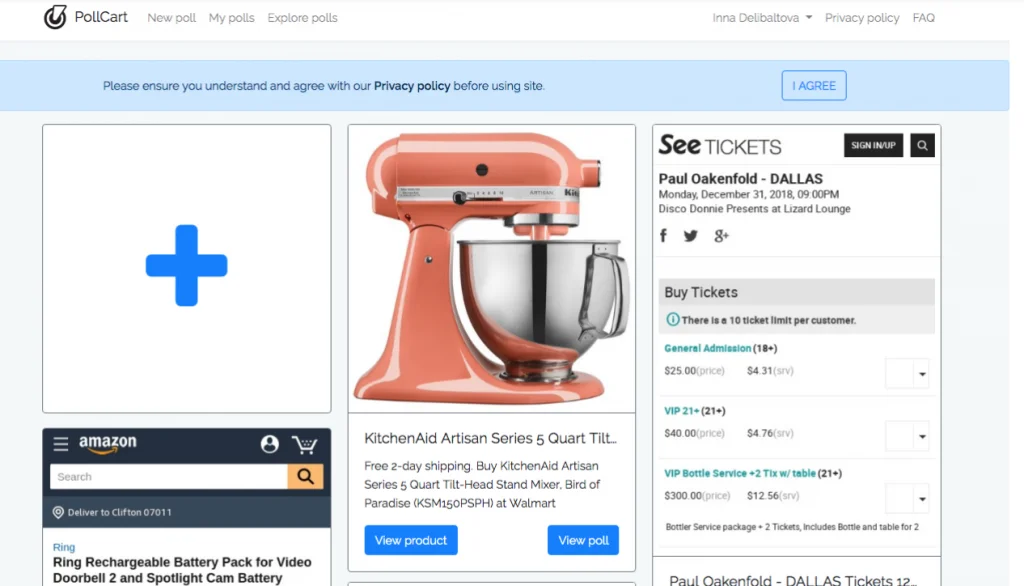 PollCart New poll My polls Explore polls Inna Delibaltova Privacy policy FAQ
Please ensure you understand and agree with our Privacy policy before using site.
I AGREE
amazon
Search
Deliver to Clifton 07011
Ring
Ring Rechargeable Battery Pack for Video
Doorbell 2 and Spotlight Cam Battery
ARTISAN
KitchenAid Artisan Series 5 Quart Tilt...
Free 2-day shipping. Buy KitchenAid Artisan
Series 5 Quart Tilt-Head Stand Mixer, Bird of
Paradise (KSM150PSPH) at Walmart
View product View poll
See TICKETS SIGN IN/UP
Paul Oakenfold - DALLAS
Monday, December 31, 2018, 09:00PM
Disco Donnie Presents at Lizard Lounge
Buy Tickets
There is a 10 ticket limit per customer.
General Admission (18+)
$25.00(price) $4.31(srv)
VIP 21+ (21+)
$40.00(price) $4.76(srv)
VIP Bottle Service +2 Tix w/ table (21+)
$300.00(price) $12.56(srv)
Bottler Service package + 2 Tickets, Includes Bottle and table for 2
Paul Oakenfold - DALLAS Tickets 12...